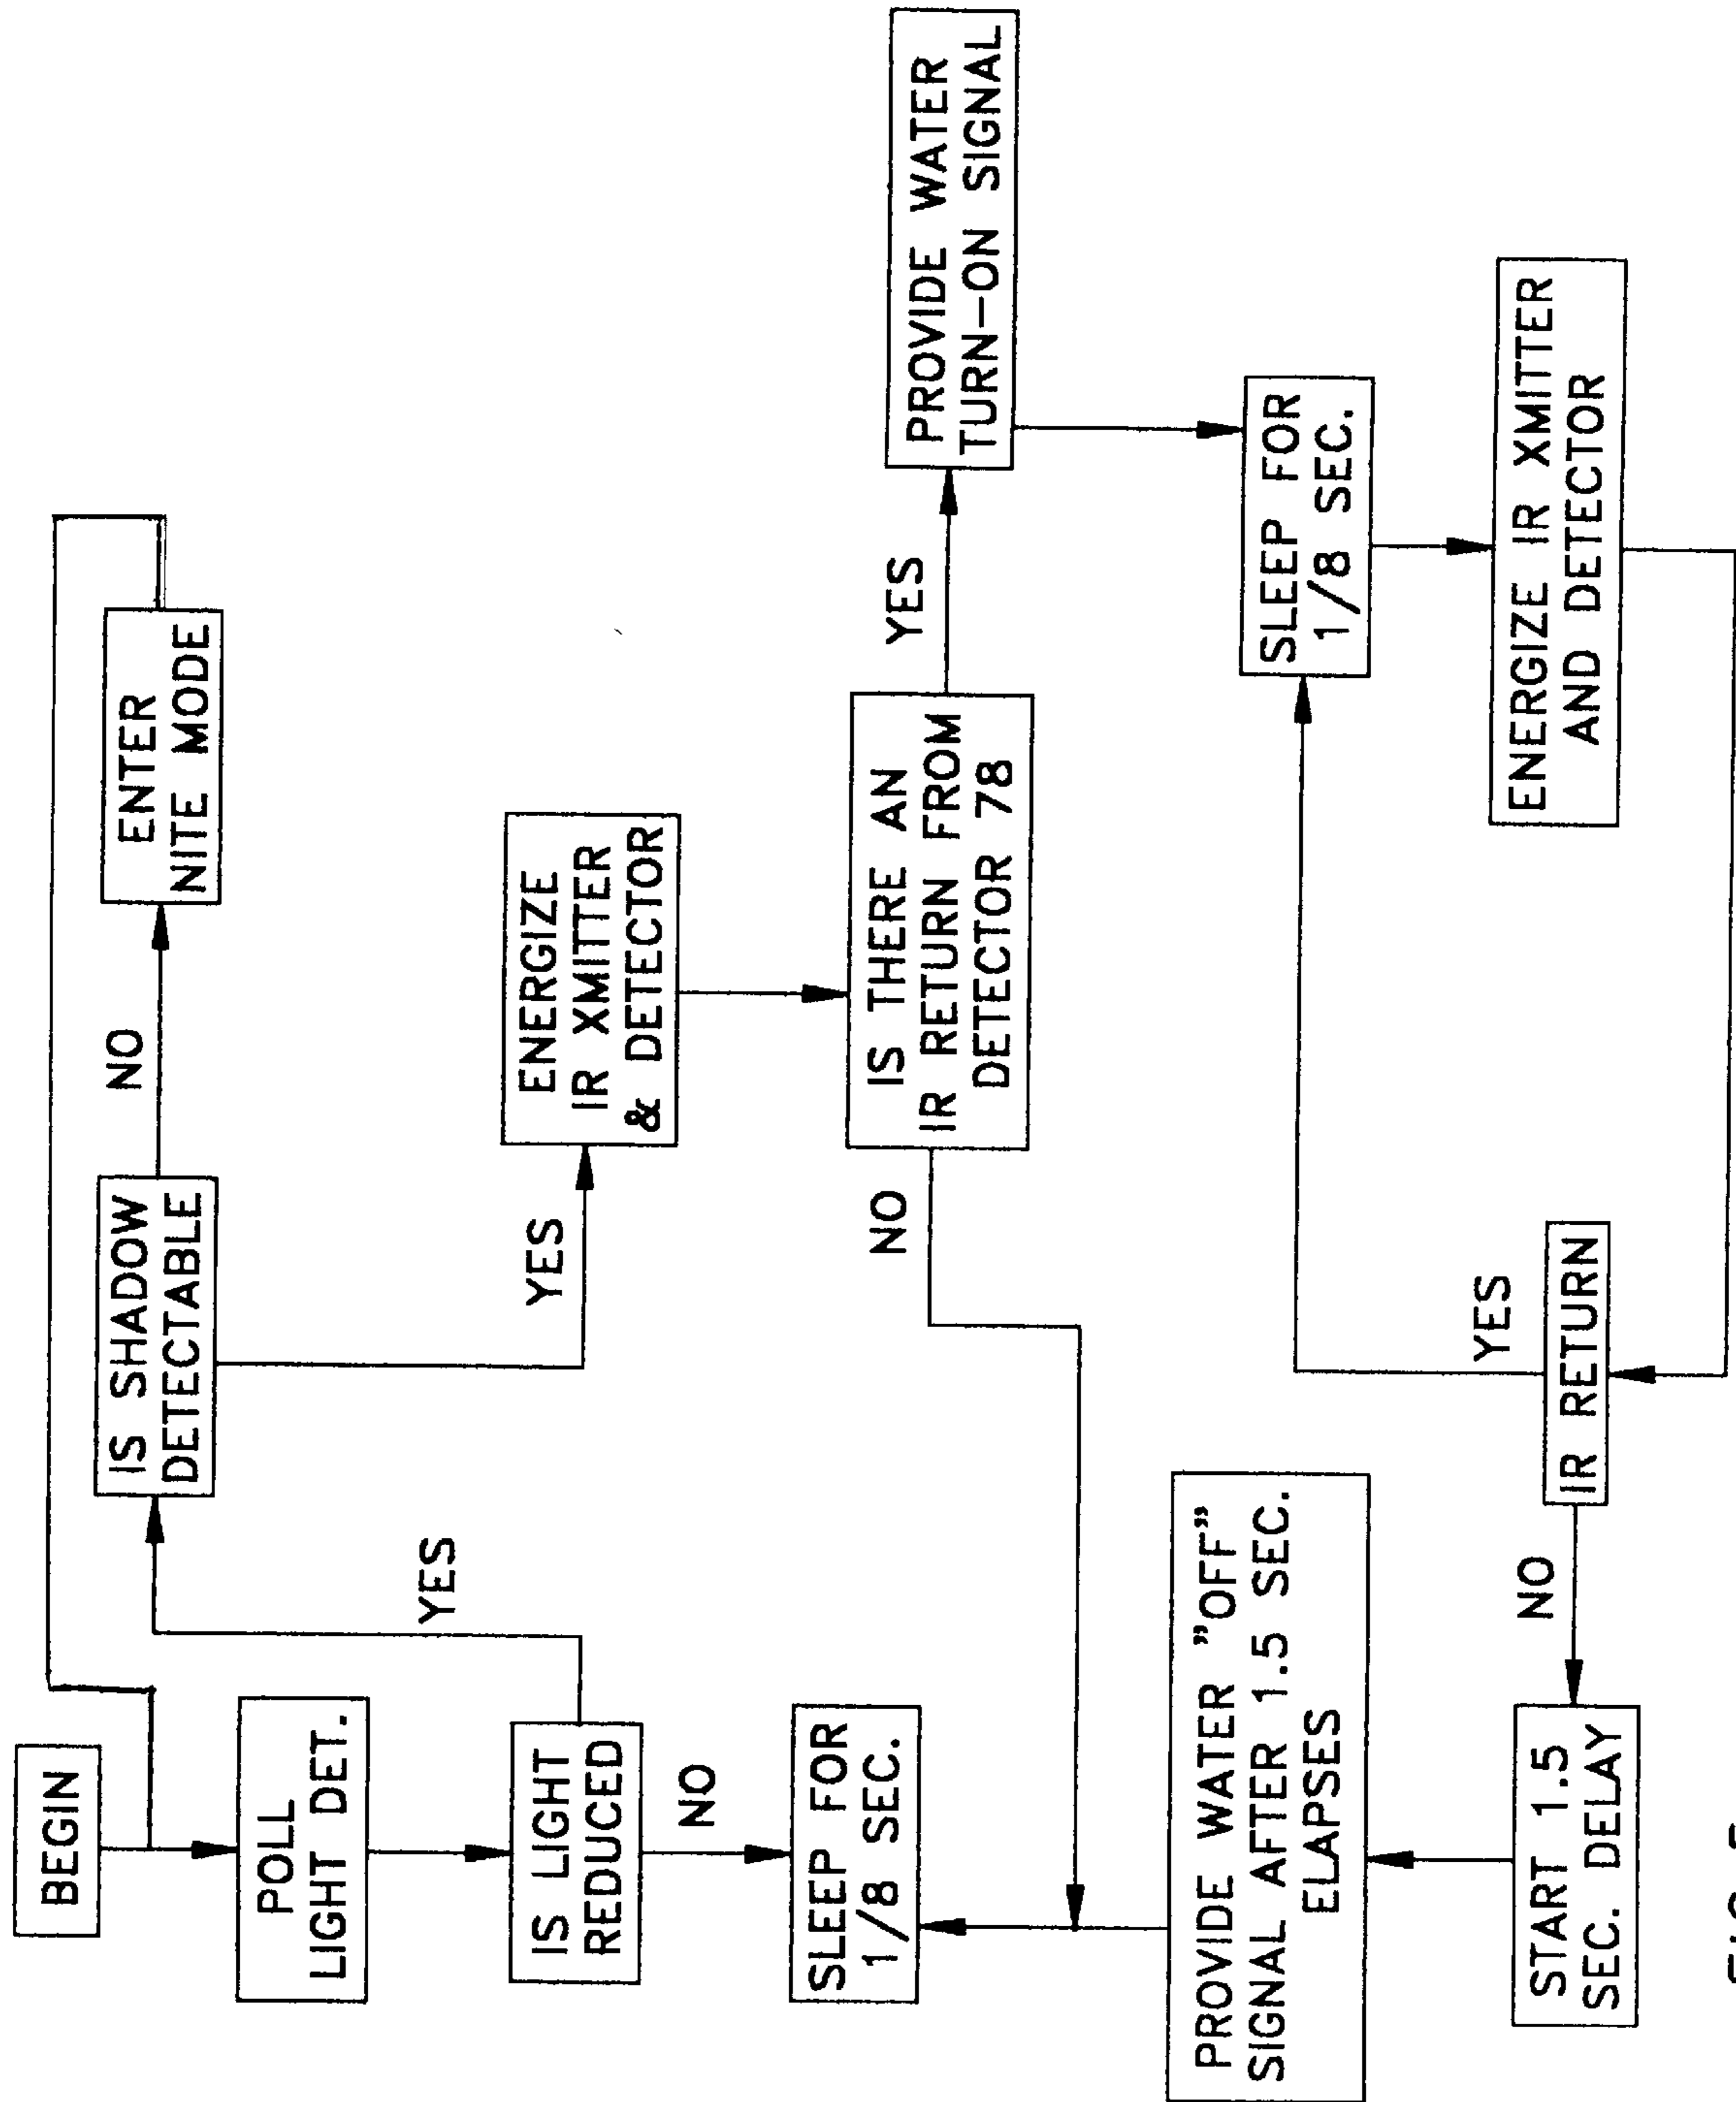 BEGIN
POLL
LIGHT DET.
IS LIGHT
REDUCED
YES
NO
SLEEP FOR
1/8 SEC.
IS SHADOW
DETECTABLE
NO
ENTER
NITE MODE
YES
ENERGIZE
IR XMITTER
& DETECTOR
IS THERE AN
IR RETURN FROM
DETECTOR 78
NO
YES
PROVIDE WATER
TURN-ON SIGNAL
SLEEP FOR
1/8 SEC.
ENERGIZE IR XMITTER
AND DETECTOR
IR RETURN
YES
NO
START 1.5
SEC. DELAY
PROVIDE WATER "OFF"
SIGNAL AFTER 1.5 SEC.
ELAPSES